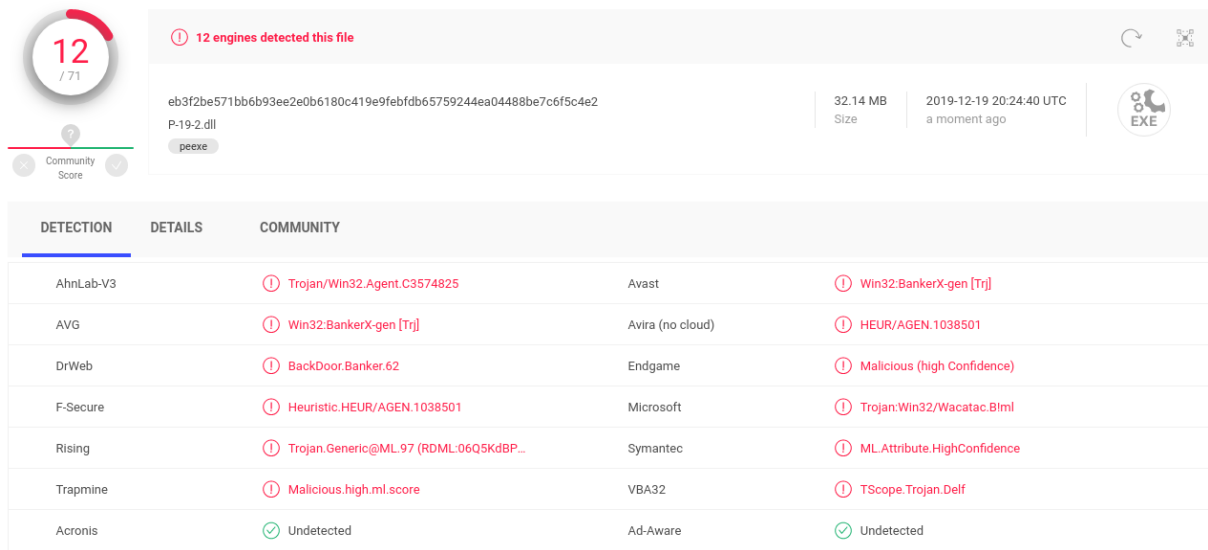 12
/ 71
?
Community
Score
12 engines detected this file
eb3f2be571bb6b93ee2e0b6180c419e9febfdb65759244ea04488be7c6f5c4e2
P-19-2.dll
peexe
32.14 MB
Size
2019-12-19 20:24:40 UTC
a moment ago
EXE
DETECTION DETAILS COMMUNITY
AhnLab-V3 Trojan/Win32.Agent.C3574825 Avast Win32:BankerX-gen [Trj]
AVG Win32:BankerX-gen [Trj] Avira (no cloud) HEUR/AGEN.1038501
DrWeb BackDoor.Banker.62 Endgame Malicious (high Confidence)
F-Secure Heuristic.HEUR/AGEN.1038501 Microsoft Trojan:Win32/Wacatac.B!ml
Rising Trojan.Generic@ML.97 (RDML:06Q5KdBP... Symantec ML.Attribute.HighConfidence
Trapmine Malicious.high.ml.score VBA32 TScope.Trojan.Delf
Acronis Undetected Ad-Aware Undetected